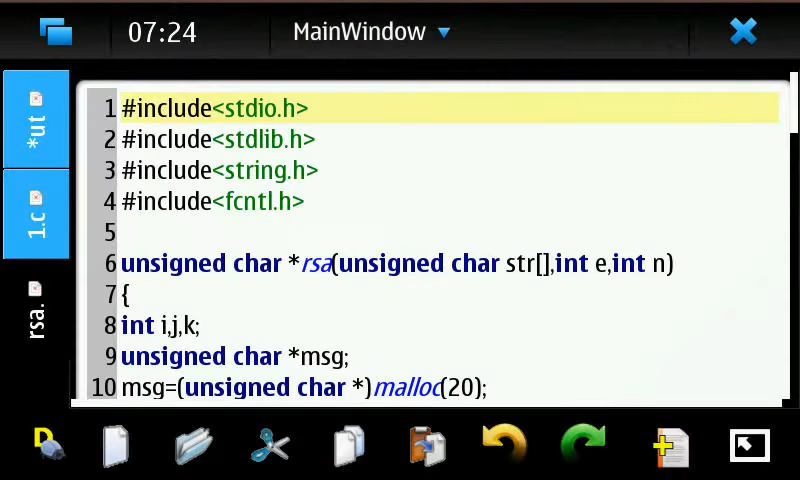 07:24 MainWindow
*ut
1.c
rsa.
1 #include<stdio.h>
2 #include<stdlib.h>
3 #include<string.h>
4 #include<fcntl.h>
5
6 unsigned char *rsa(unsigned char str[],int e,int n)
7 {
8 int i,j,k;
9 unsigned char *msg;
10 msg=(unsigned char *)malloc(20);
D